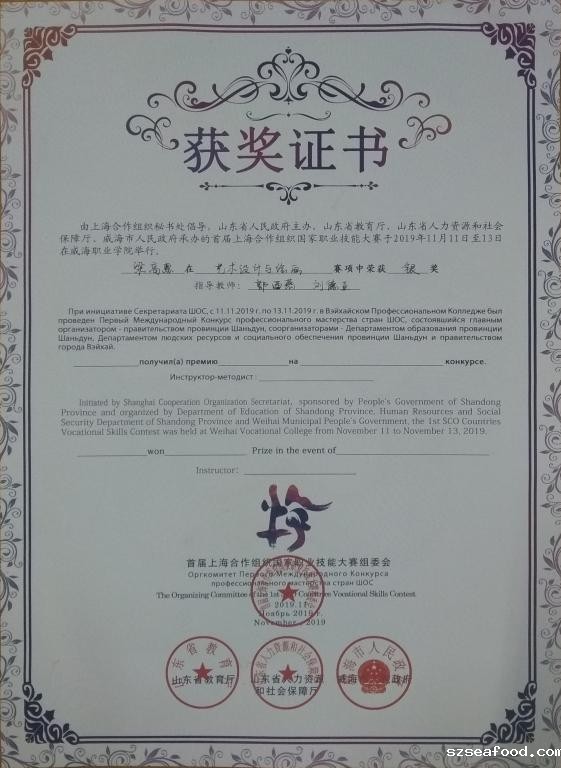 获奖证书
由上海合作组织秘书处倡导，山东省人民政府主办，山东省教育厅、山东省人力资源和社会
保障厅、威海市人民政府承办的首届上海合作组织国家职业技能大赛于2019年11月11日至13日
在威海职业学院举行。
在 艺术设计与绘画 赛项中荣获 银 奖
指导教师：
При инициативе Секретариата ШОС, с 11.11.2019 г. по 13.11.2019 г. в Вэйхайском Профессиональном Колледже был
проведен Первый Международный Конкурс профессионального мастерства стран ШОС, состоявшийся главным
организатором - правительством провинции Шаньдун, соорганизаторами - Департаментом образования провинции
Шаньдун, Департаментом людских ресурсов и социального обеспечения провинции Шаньдун и правительством
города Вэйхай.
получил(а) премию на конкурсе.
Инструктор-методист :
Initiated by Shanghai Cooperation Organization Secretariat, sponsored by People's Government of Shandong
Province and organized by Department of Education of Shandong Province, Human Resources and Social
Security Department of Shandong Province and Weihai Municipal People's Government, the 1st SCO Countries
Vocational Skills Contest was held at Weihai Vocational College from November 11 to November 13, 2019.
won Prize in the event of
Instructor:
首届上海合作组织国家职业技能大赛组委会
Оргкомитет Первого Международного Конкурса
профессионального мастерства стран ШОС
The Organizing Committee of the 1st SCO Countries Vocational Skills Contest
2019.11
Ноябрь 2019 г.
November, 2019
山东省教育厅
山东省人力资源
和社会保障厅
威海市人民政府
szseafood.com